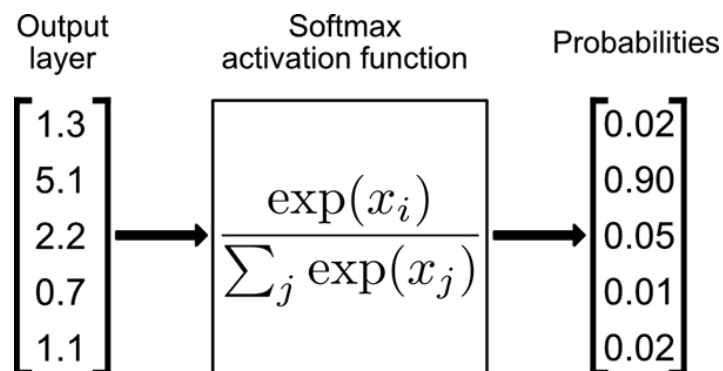 Output
layer
Softmax
activation function
Probabilities
1.3
5.1
2.2
0.7
1.1
exp(x_i)
∑_j exp(x_j)
0.02
0.90
0.05
0.01
0.02